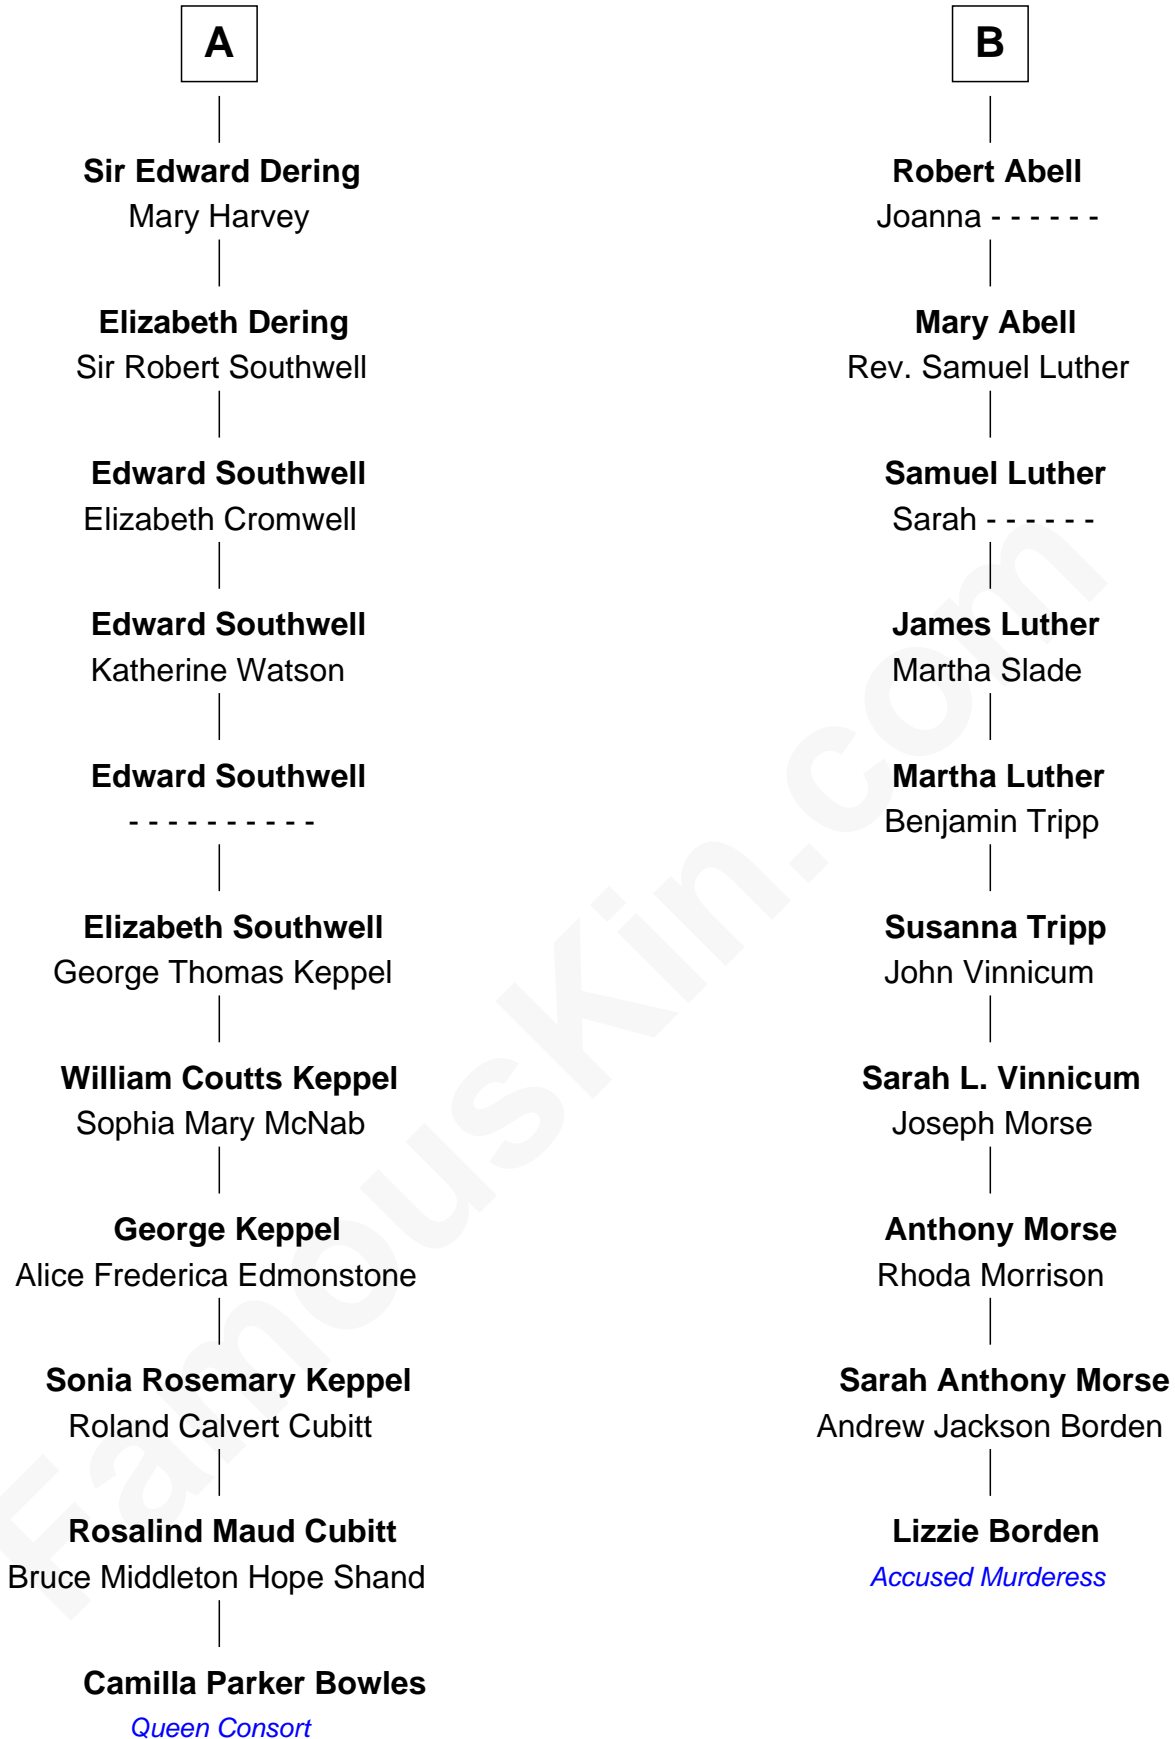 A
Sir Edward Dering
Mary Harvey
Elizabeth Dering
Sir Robert Southwell
Edward Southwell
Elizabeth Cromwell
Edward Southwell
Katherine Watson
Edward Southwell
- - - - - - - - - -
Elizabeth Southwell
George Thomas Keppel
William Coutts Keppel
Sophia Mary McNab
George Keppel
Alice Frederica Edmonstone
Sonia Rosemary Keppel
Roland Calvert Cubitt
Rosalind Maud Cubitt
Bruce Middleton Hope Shand
Camilla Parker Bowles
Queen Consort
B
Robert Abell
Joanna - - - - - -
Mary Abell
Rev. Samuel Luther
Samuel Luther
Sarah - - - - - -
James Luther
Martha Slade
Martha Luther
Benjamin Tripp
Susanna Tripp
John Vinnicum
Sarah L. Vinnicum
Joseph Morse
Anthony Morse
Rhoda Morrison
Sarah Anthony Morse
Andrew Jackson Borden
Lizzie Borden
Accused Murderess
FamousKin.com